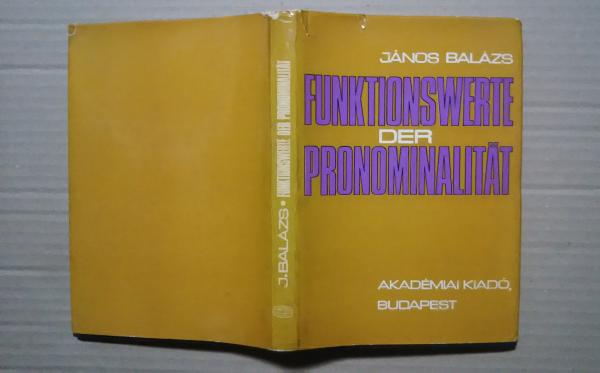 JÁNOS BALÁZS
FUNKTIONSWERTE
DER
PRONOMINALITÄT
AKADÉMIAI KIADÓ,
BUDAPEST
J. BALÁZS • FUNKTIONSWERTE DER PRONOMINALITÄT